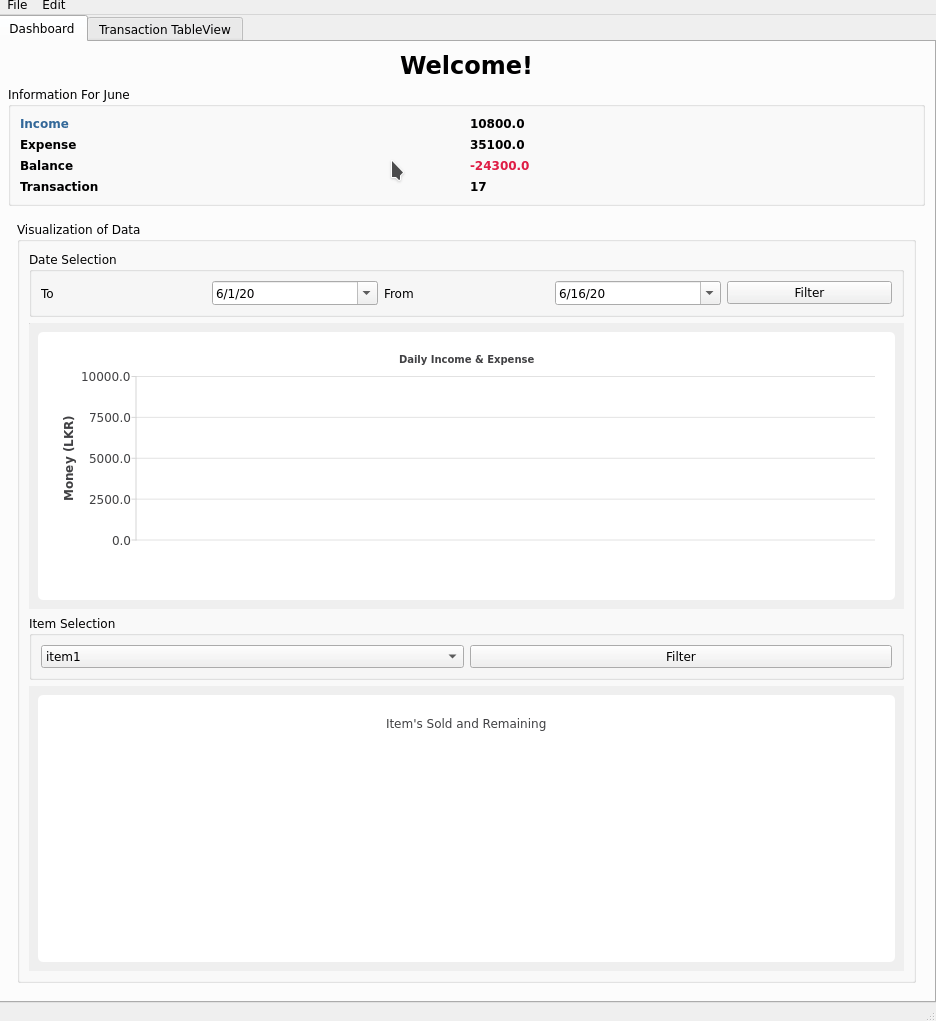 File Edit
Dashboard Transaction TableView
Welcome!
Information For June
Income 10800.0
Expense 35100.0
Balance -24300.0
Transaction 17
Visualization of Data
Date Selection
To 6/1/20 From 6/16/20 Filter
Daily Income & Expense
10000.0
7500.0
5000.0
2500.0
0.0
Money (LKR)
Item Selection
item1 Filter
Item's Sold and Remaining